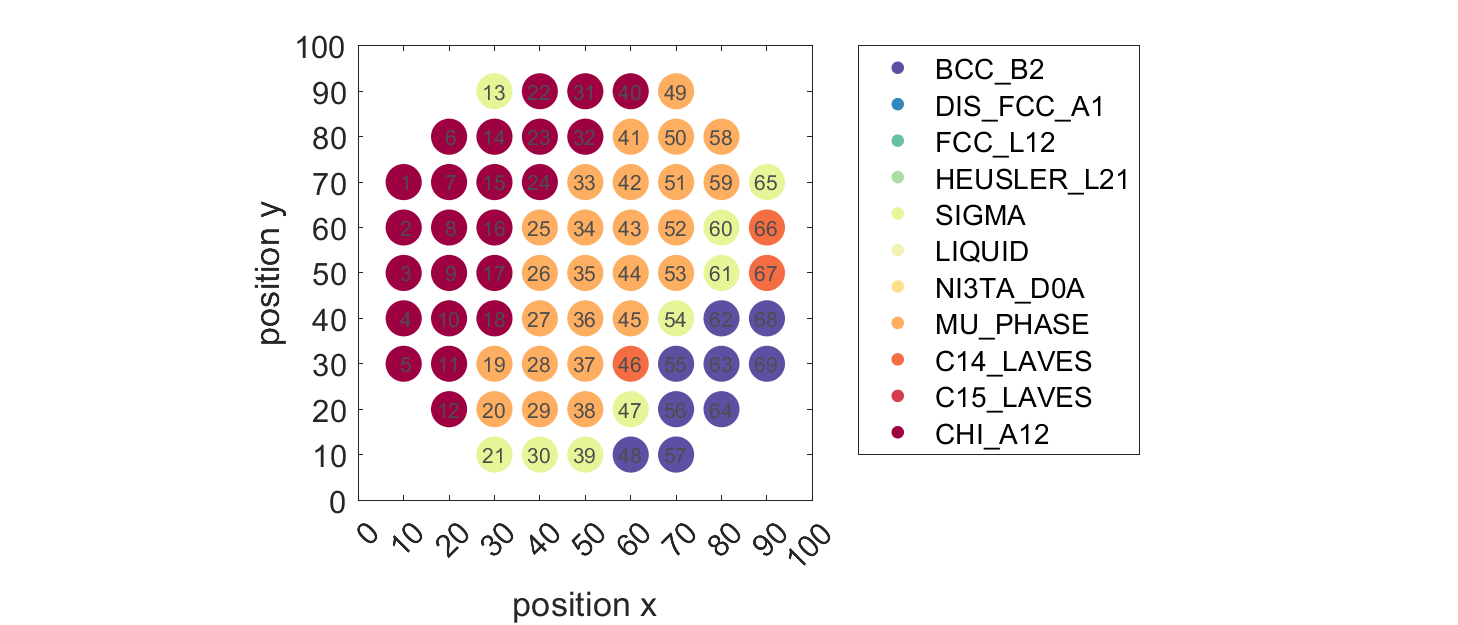 100
90
80
70
60
50
40
30
20
10
0
13 22 31 40 49
6 14 23 32 41 50 58
1 7 15 24 33 42 51 59 65
2 8 16 25 34 43 52 60 66
3 9 17 26 35 44 53 61 67
4 10 18 27 36 45 54 62 68
5 11 19 28 37 46 55 63 69
12 20 29 38 47 56 64
21 30 39 48 57
0 10 20 30 40 50 60 70 80 90 100
position x
position y
BCC_B2
DIS_FCC_A1
FCC_L12
HEUSLER_L21
SIGMA
LIQUID
NI3TA_D0A
MU_PHASE
C14_LAVES
C15_LAVES
CHI_A12